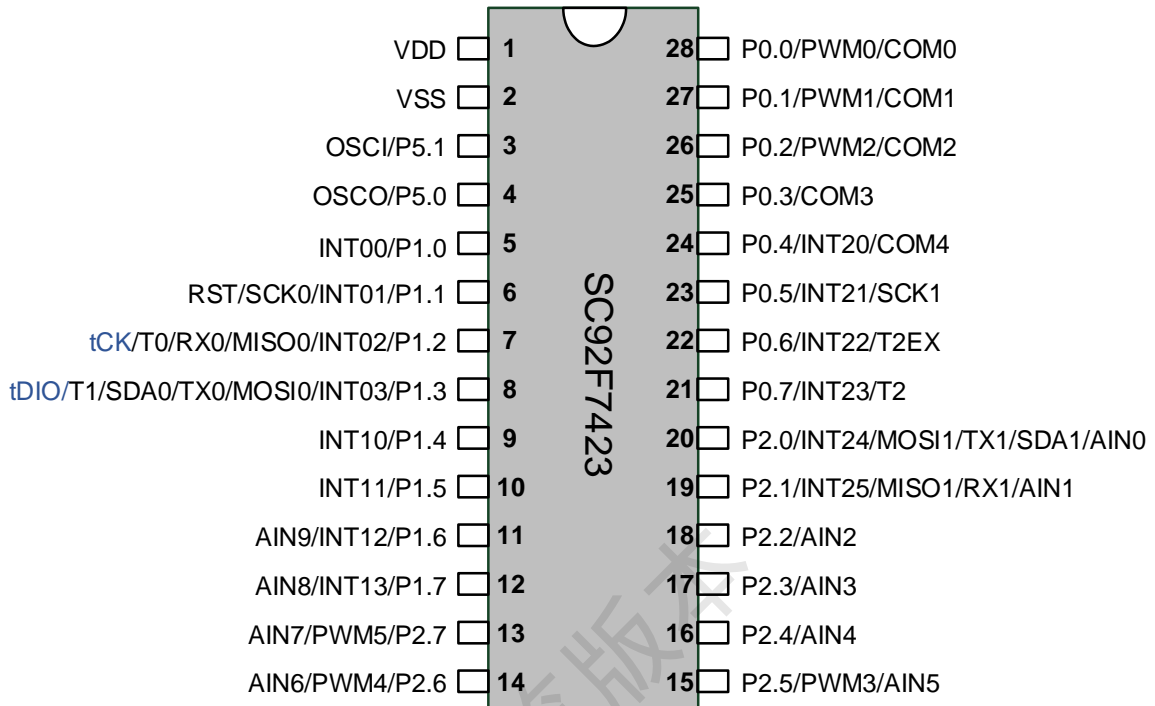 VDD 1 28 P0.0/PWM0/COM0
VSS 2 27 P0.1/PWM1/COM1
OSCI/P5.1 3 26 P0.2/PWM2/COM2
OSCO/P5.0 4 25 P0.3/COM3
INT00/P1.0 5 24 P0.4/INT20/COM4
RST/SCK0/INT01/P1.1 6 23 P0.5/INT21/SCK1
tCK/T0/RX0/MISO0/INT02/P1.2 7 22 P0.6/INT22/T2EX
tDIO/T1/SDA0/TX0/MOSI0/INT03/P1.3 8 21 P0.7/INT23/T2
INT10/P1.4 9 20 P2.0/INT24/MOSI1/TX1/SDA1/AIN0
INT11/P1.5 10 19 P2.1/INT25/MISO1/RX1/AIN1
AIN9/INT12/P1.6 11 18 P2.2/AIN2
AIN8/INT13/P1.7 12 17 P2.3/AIN3
AIN7/PWM5/P2.7 13 16 P2.4/AIN4
AIN6/PWM4/P2.6 14 15 P2.5/PWM3/AIN5
SC92F7423
版本